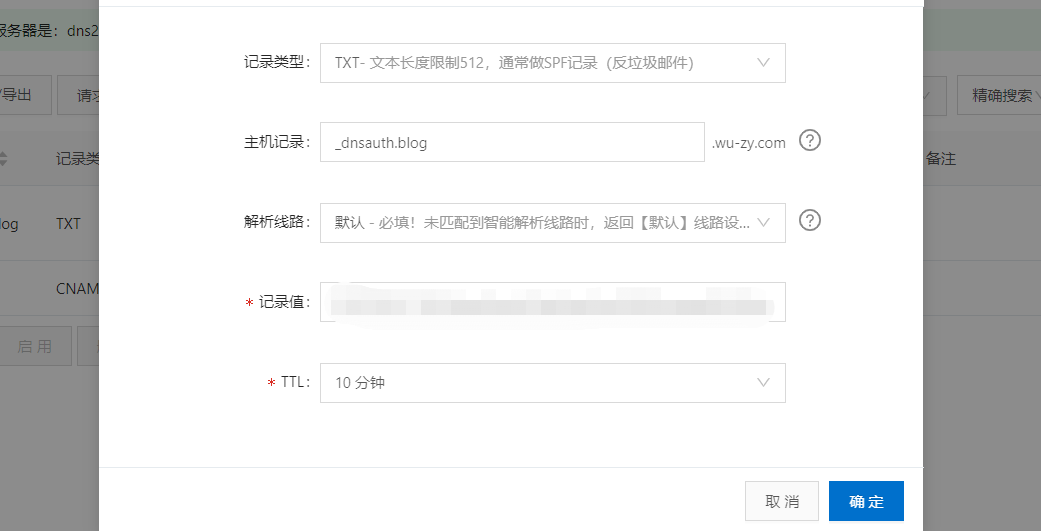 服务器是：dns2
导出
请求
精确搜索
记录类
备注
log
TXT
CNAM
启 用
记录类型：
TXT- 文本长度限制512，通常做SPF记录（反垃圾邮件）
主机记录：
_dnsauth.blog
.wu-zy.com
?
解析线路：
默认 - 必填！未匹配到智能解析线路时，返回【默认】线路设...
?
* 记录值：
* TTL：
10 分钟
取 消
确 定